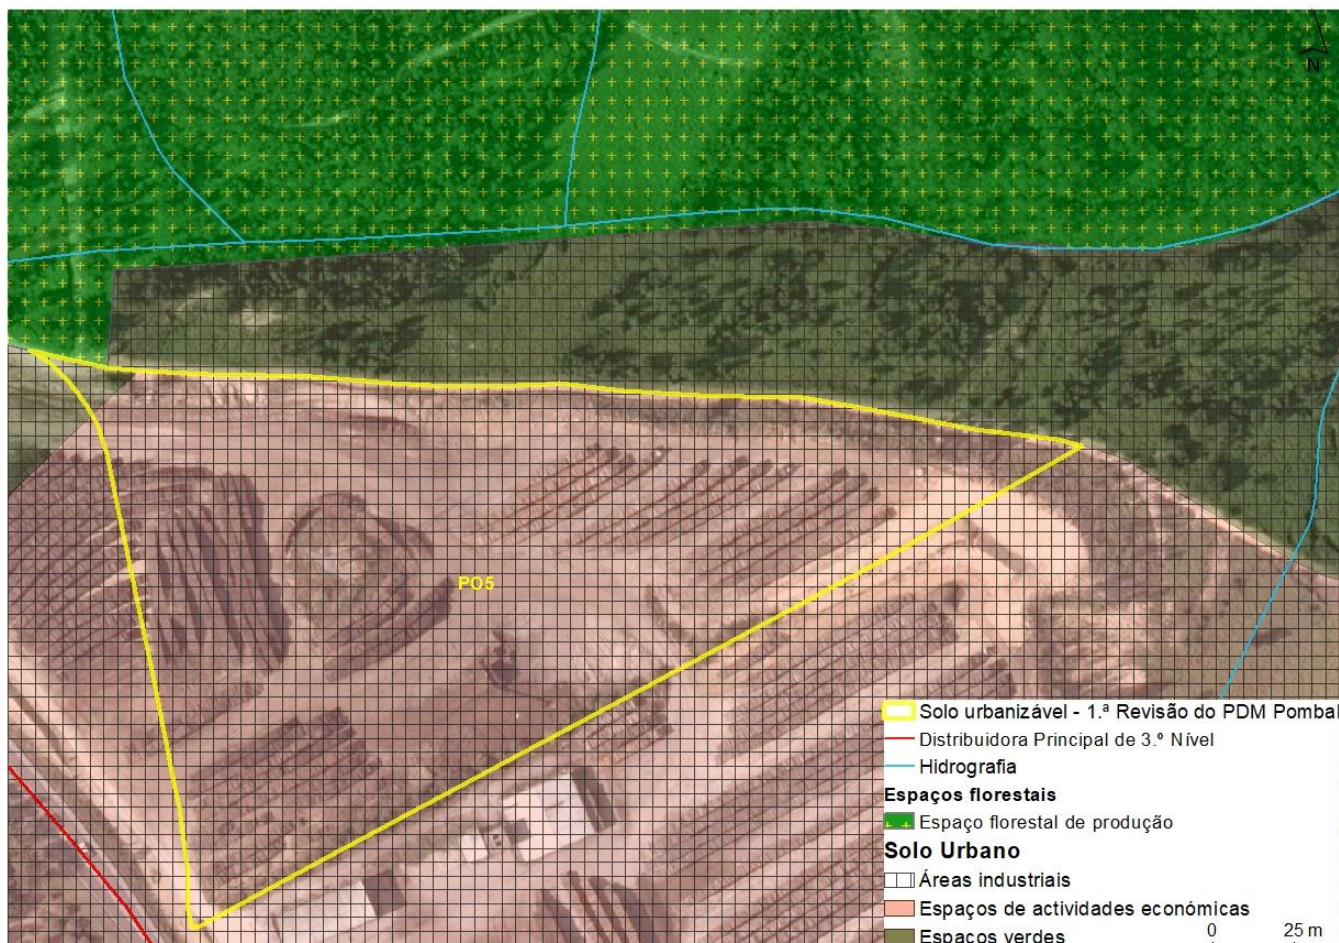 N
PO5
Solo urbanizável - 1.ª Revisão do PDM Pombal
Distribuidora Principal de 3.º Nível
Hidrografia
Espaços florestais
Espaço florestal de produção
Solo Urbano
Áreas industriais
Espaços de actividades económicas
Espaços verdes
0 25 m